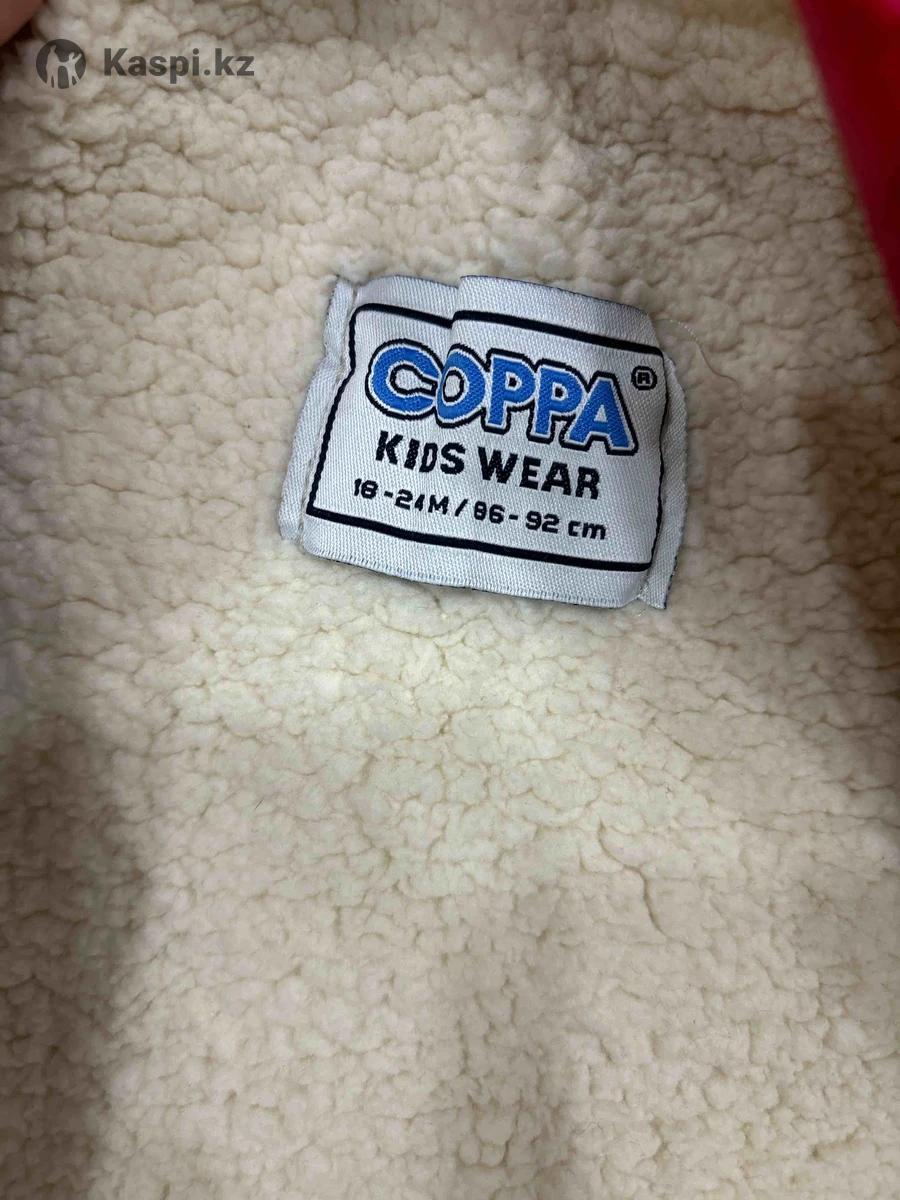 Kaspi.kz
COPPA®
KIDS WEAR
18-24M / 86-92 cm